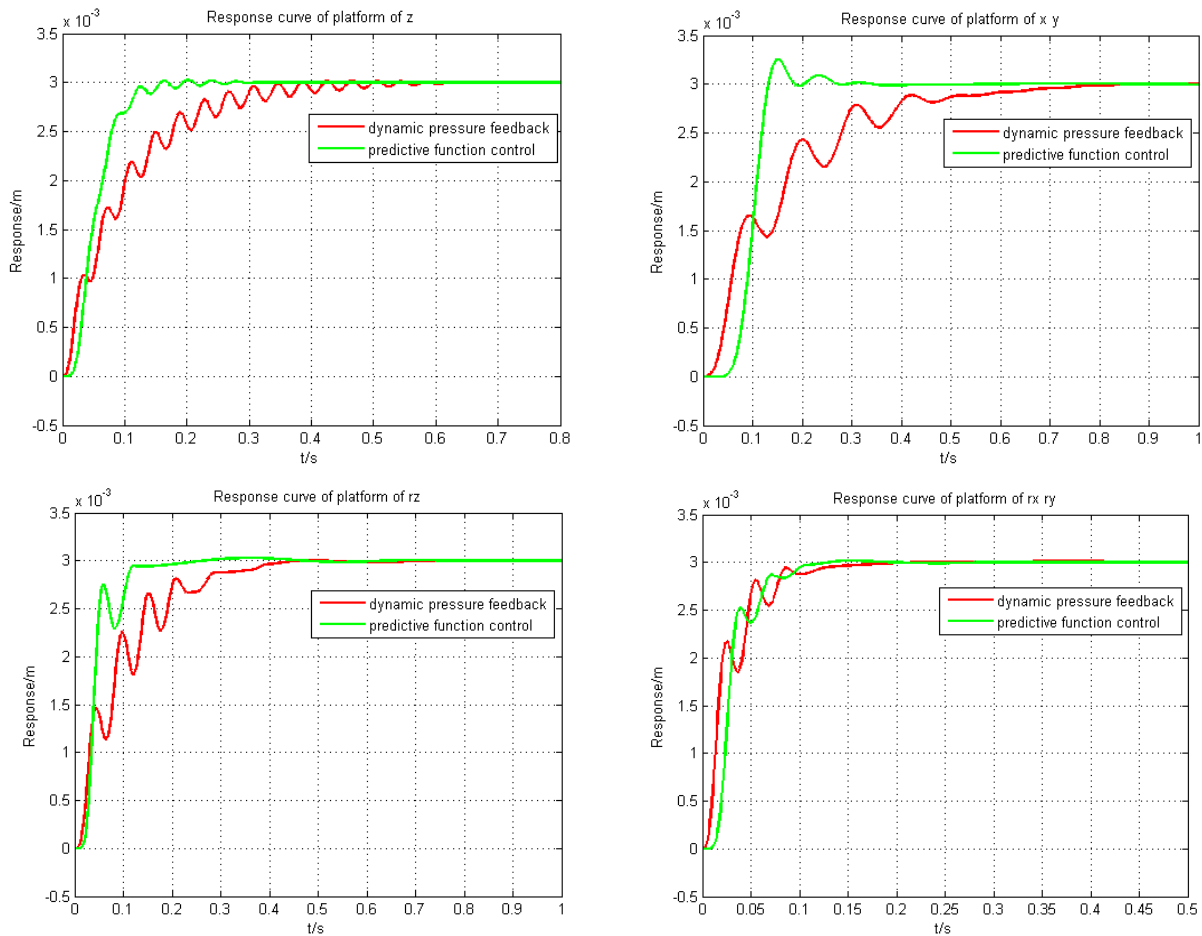 Response curve of platform of z
x 10⁻³
3.5
3
2.5
2
1.5
1
0.5
0
-0.5
Response/m
dynamic pressure feedback
predictive function control
0 0.1 0.2 0.3 0.4 0.5 0.6 0.7 0.8
t/s
Response curve of platform of x y
x 10⁻³
3.5
3
2.5
2
1.5
1
0.5
0
-0.5
Response/m
dynamic pressure feedback
predictive function control
0 0.1 0.2 0.3 0.4 0.5 0.6 0.7 0.8 0.9 1
t/s
Response curve of platform of rz
x 10⁻³
3.5
3
2.5
2
1.5
1
0.5
0
-0.5
Response/m
dynamic pressure feedback
predictive function control
0 0.1 0.2 0.3 0.4 0.5 0.6 0.7 0.8 0.9 1
t/s
Response curve of platform of rx ry
x 10⁻³
3.5
3
2.5
2
1.5
1
0.5
0
-0.5
Response/m
dynamic pressure feedback
predictive function control
0 0.05 0.1 0.15 0.2 0.25 0.3 0.35 0.4 0.45 0.5
t/s